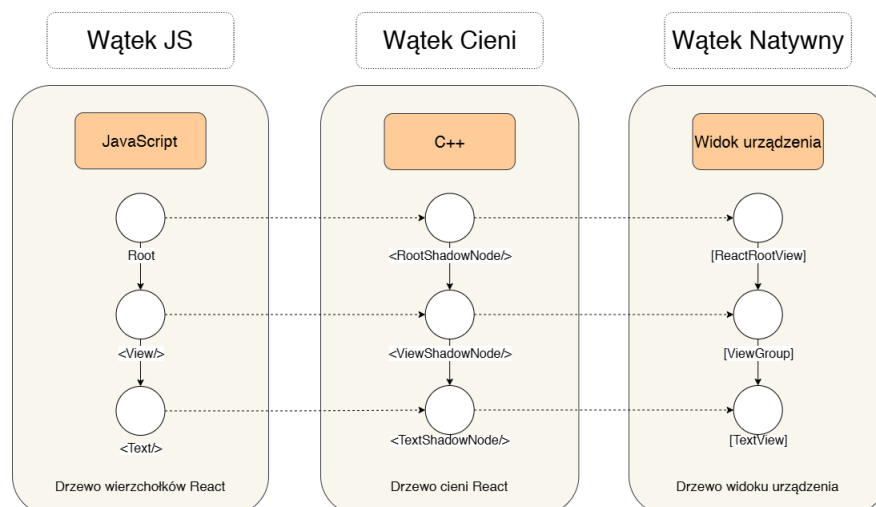 Wątek JS
Wątek Cieni
Wątek Natywny
JavaScript
C++
Widok urządzenia
Root
<RootShadowNode/>
[ReactRootView]
<View/>
<ViewShadowNode/>
[ViewGroup]
<Text/>
<TextShadowNode/>
[TextView]
Drzewo wierzchołków React
Drzewo cieni React
Drzewo widoku urządzenia